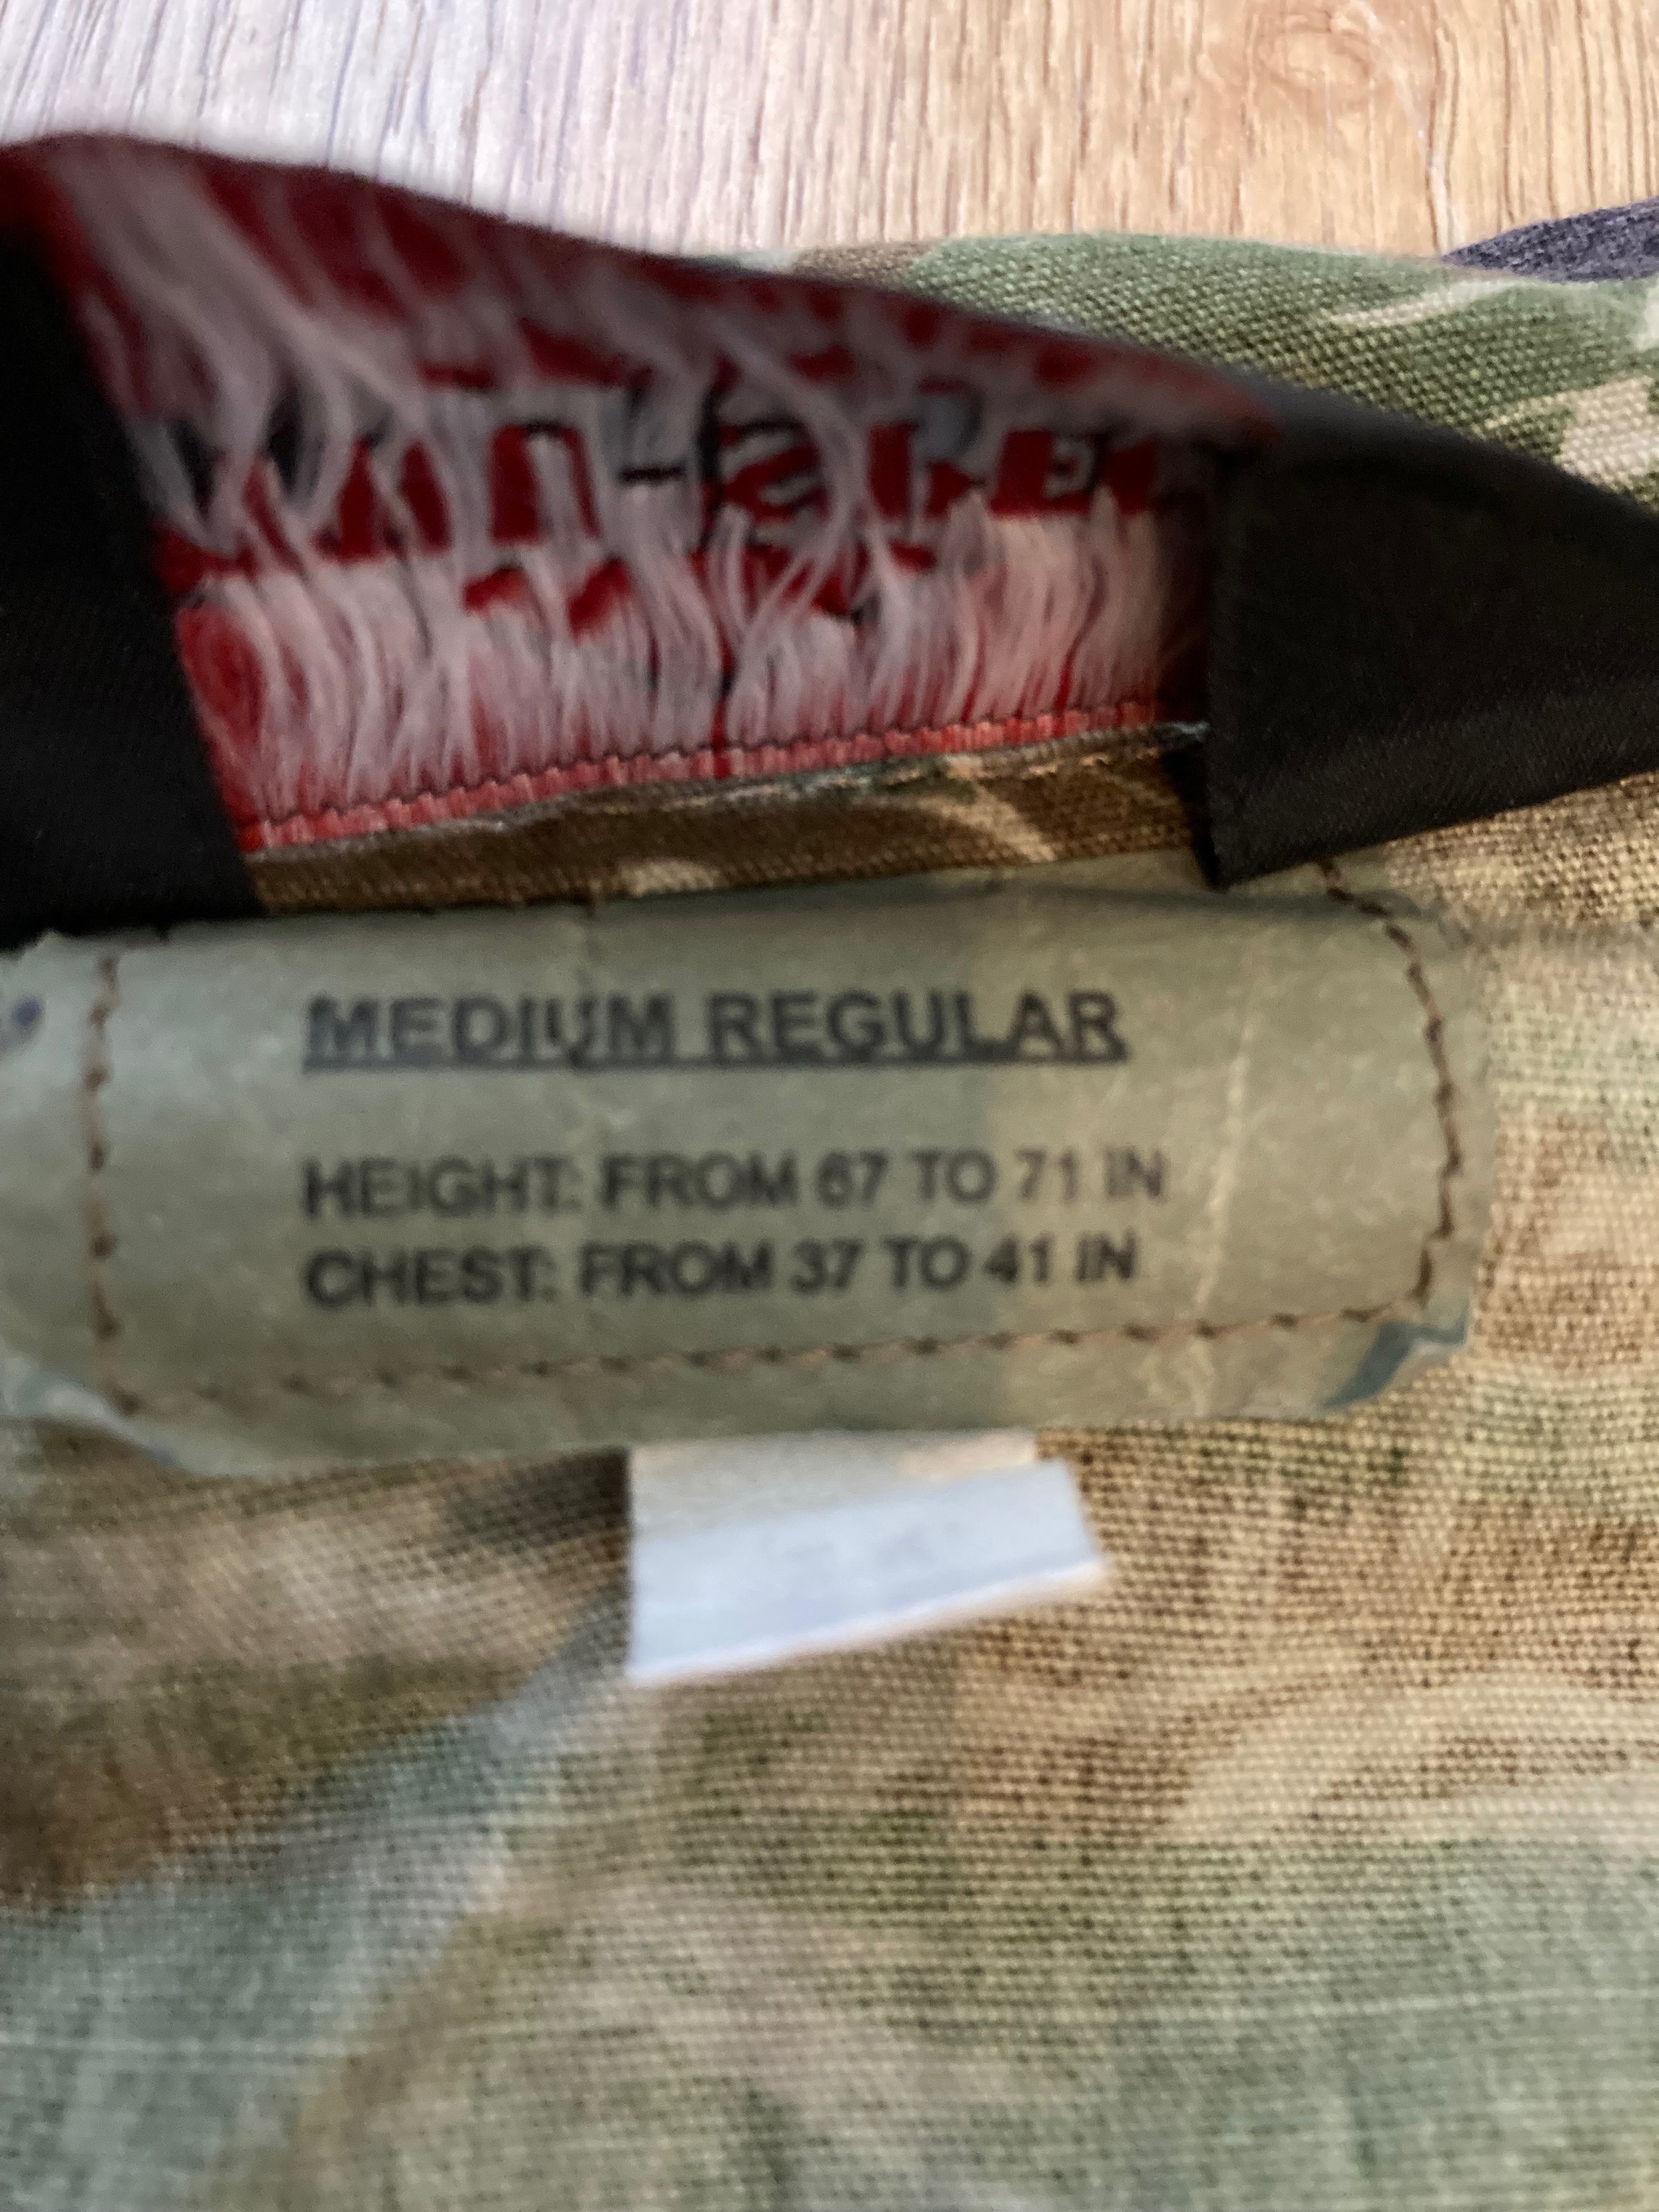 MEDIUM REGULAR
HEIGHT: FROM 67 TO 71 IN
CHEST: FROM 37 TO 41 IN